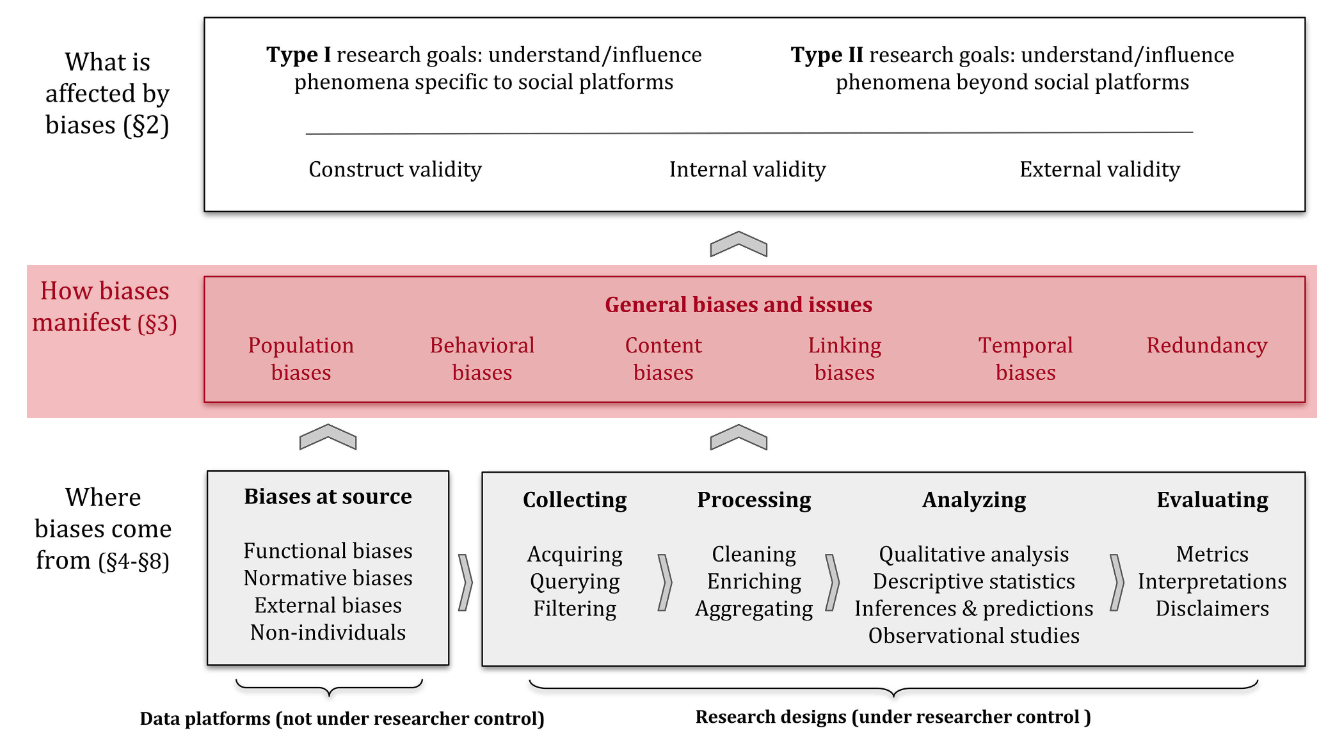 What is
affected by
biases (§2)
Type I research goals: understand/influence
phenomena specific to social platforms
Type II research goals: understand/influence
phenomena beyond social platforms
Construct validity
Internal validity
External validity
How biases
manifest (§3)
General biases and issues
Population
biases
Behavioral
biases
Content
biases
Linking
biases
Temporal
biases
Redundancy
Where
biases come
from (§4-§8)
Biases at source
Functional biases
Normative biases
External biases
Non-individuals
Collecting
Acquiring
Querying
Filtering
Processing
Cleaning
Enriching
Aggregating
Analyzing
Qualitative analysis
Descriptive statistics
Inferences & predictions
Observational studies
Evaluating
Metrics
Interpretations
Disclaimers
Data platforms (not under researcher control)
Research designs (under researcher control )